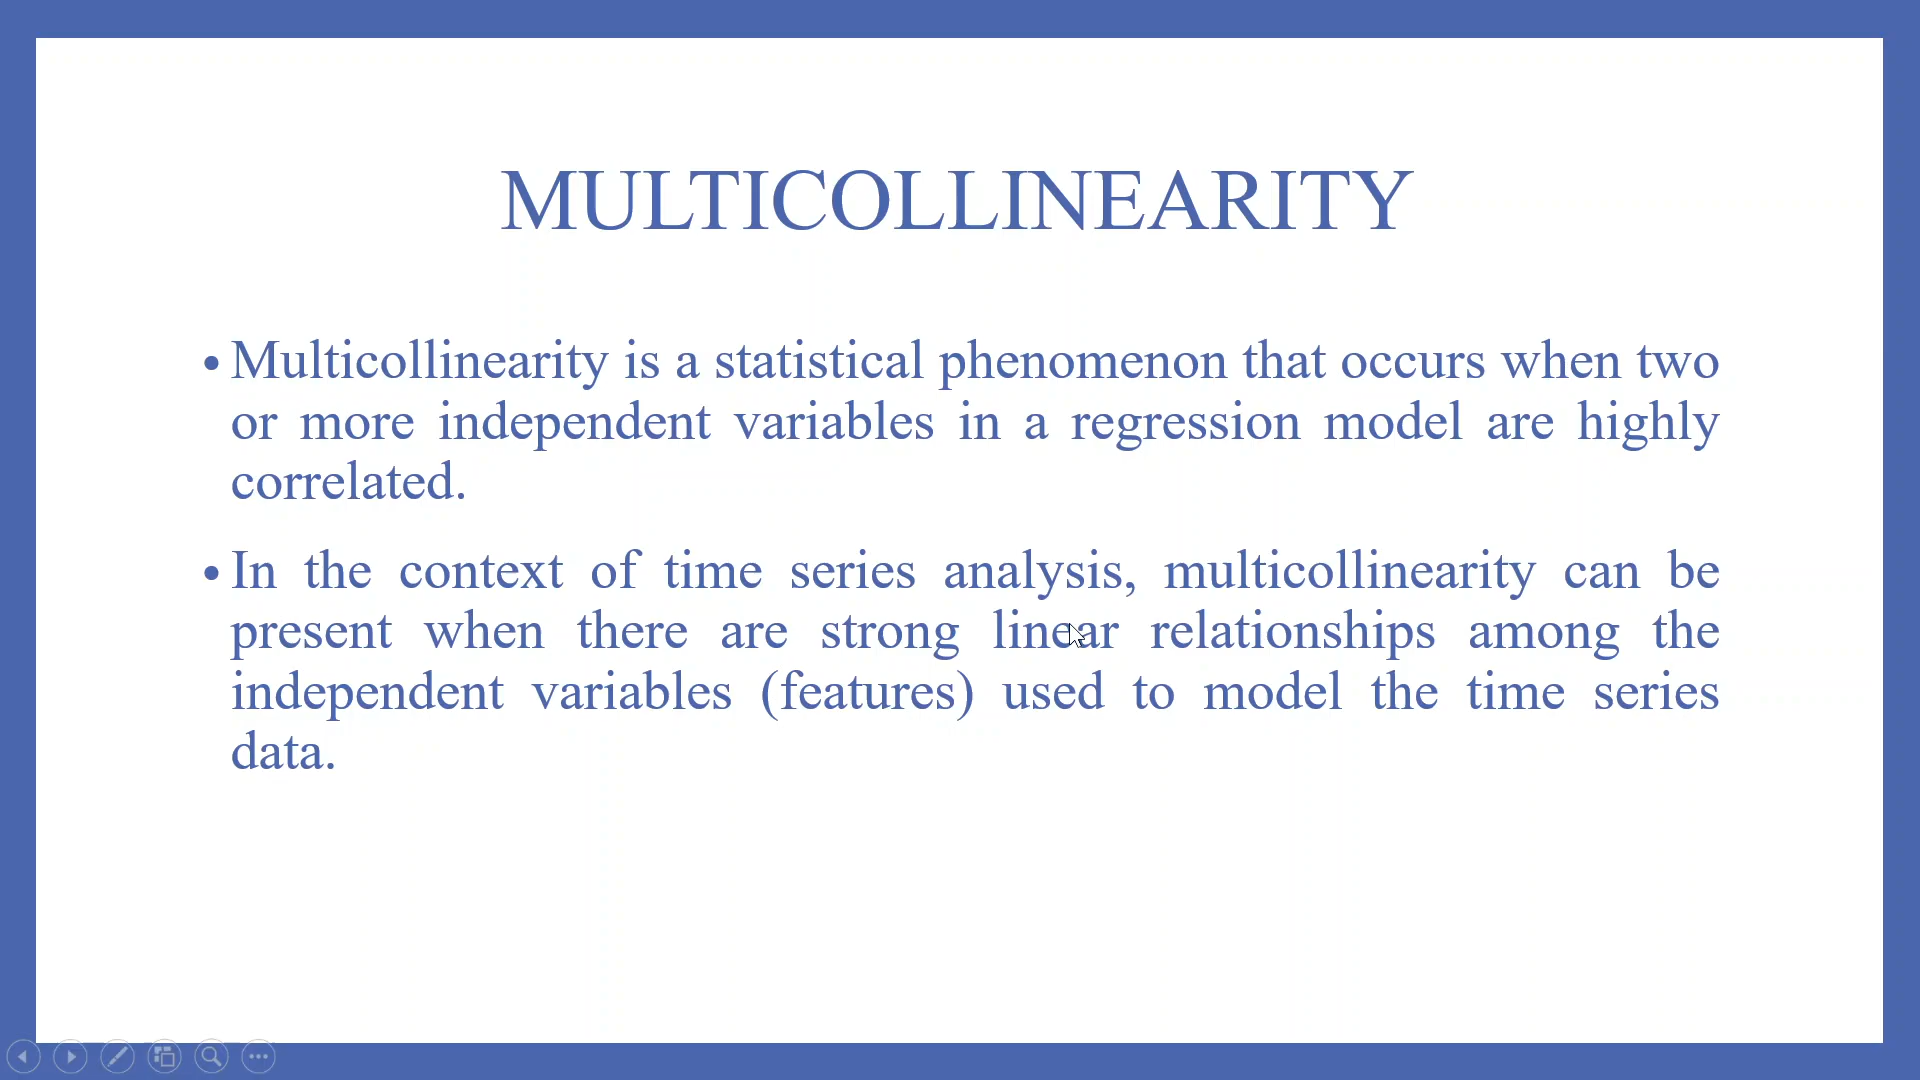 MULTICOLLINEARITY
• Multicollinearity is a statistical phenomenon that occurs when two
or more independent variables in a regression model are highly
correlated.
• In the context of time series analysis, multicollinearity can be
present when there are strong linear relationships among the
independent variables (features) used to model the time series
data.